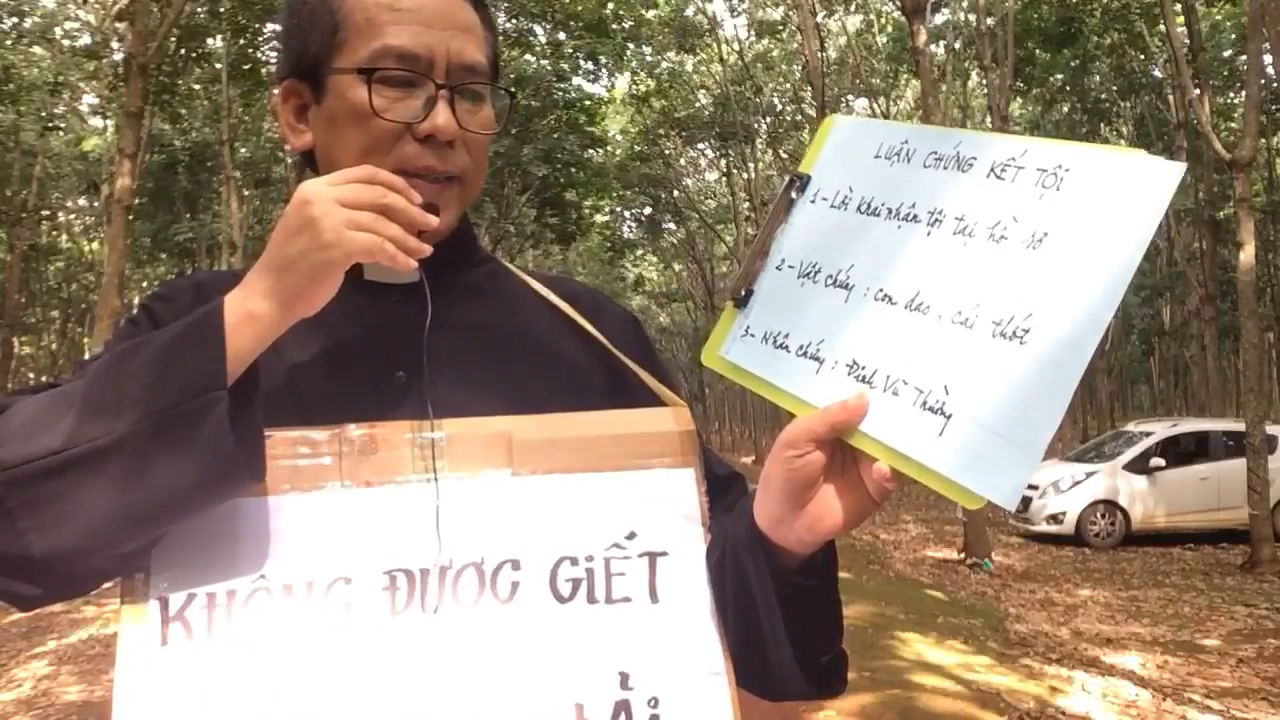 LUẬN CHỨNG KẾT TỘI
1- Lời khai nhận tội tại hồ sơ
2- Vật chứng : con dao, cái thớt
3- Nhân chứng : Đinh Vũ Thường
KHÔNG ĐƯỢC GIẾT